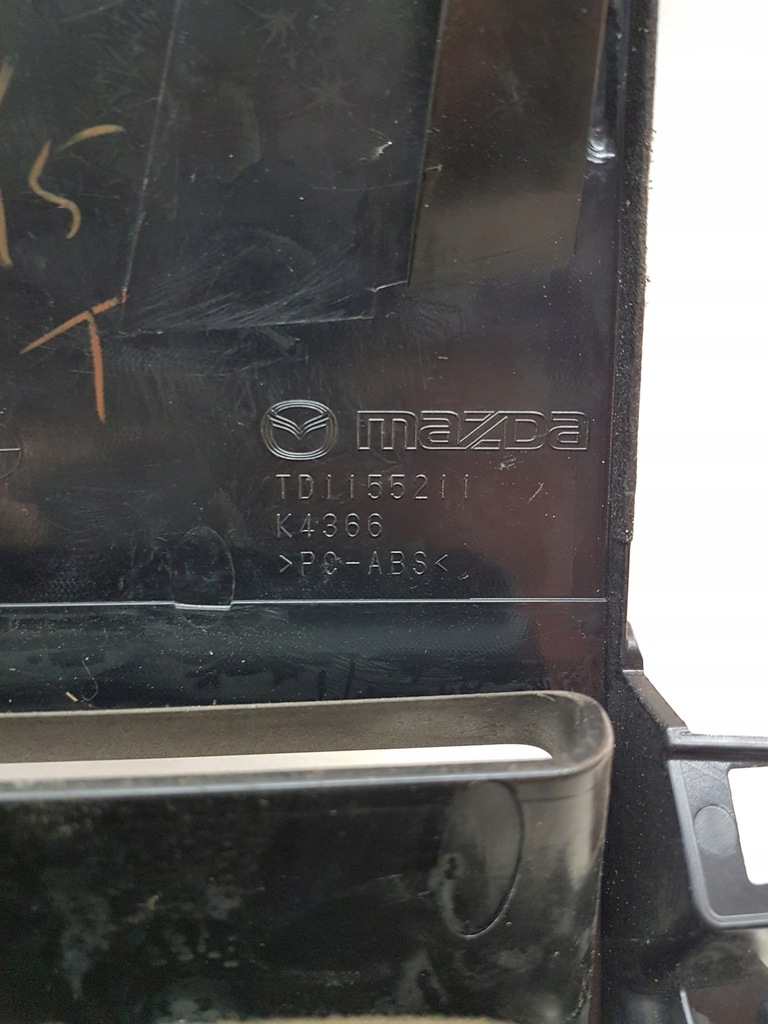 mazda
TD1155211
K4366
>PC-ABS<